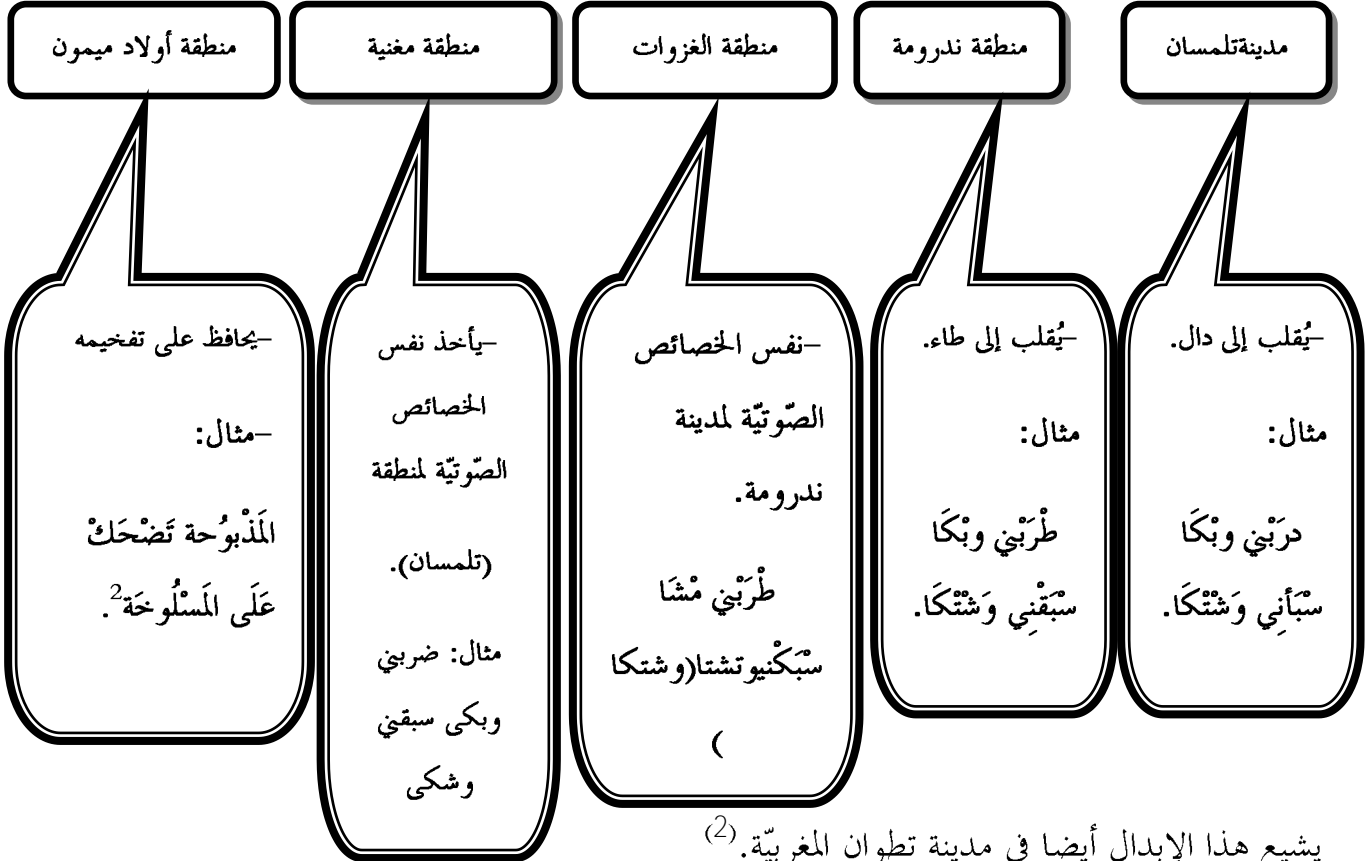 مدينةتلمسان
منطقة ندرومة
منطقة الغزوات
منطقة مغنية
منطقة أولاد ميمون
–يُقلب إلى دال.
مثال:
درَبْني وبْكَا
سْبَأنِي وَشْتْكَا.
–يُقلب إلى طاء.
مثال:
طْرَبْني وبْكَا
سْبَقْنِي وَشْتْكَا.
–نفس الخصائص
الصّوتيّة لمدينة
ندرومة.
طْرَبْني مْشَا
سْبَكْنيوتشتا(وشتكا
)
–يأخذ نفس
الخصائص
الصّوتيّة لمنطقة
(تلمسان).
مثال: ضربني
وبكى سبقني
وشكى
–يحافظ على تفخيمه
–مثال:
المَذْبوُحة تَضْحَكْ
عَلَى المَسْلُوخَة2.
يشيع هذا الإبدال أيضا في مدينة تطوان المغربيّة.(2)